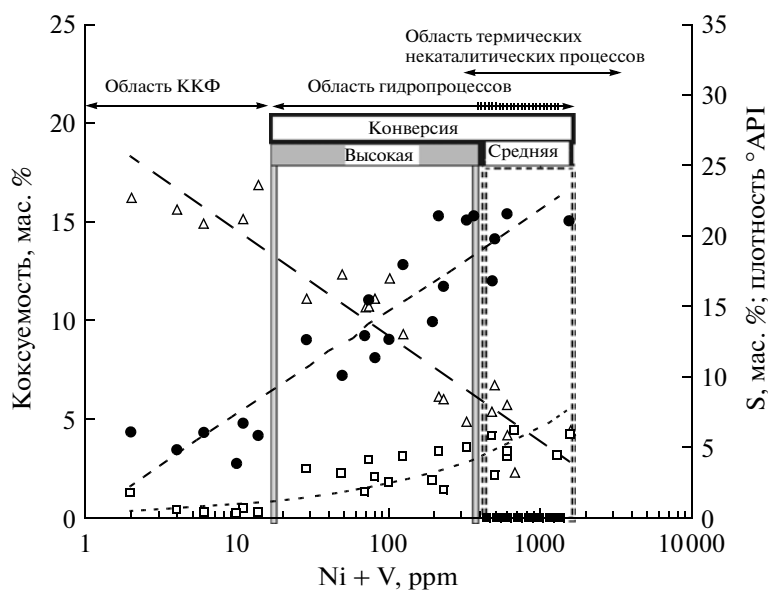 Область термических
некаталитических процессов
Область ККФ
Область гидропроцессов
Конверсия
Высокая
Средняя
25
20
15
10
5
0
Коксуемость, мас. %
35
30
25
20
15
10
5
0
S, мас. %; плотность °API
1
10
100
1000
10000
Ni + V, ppm